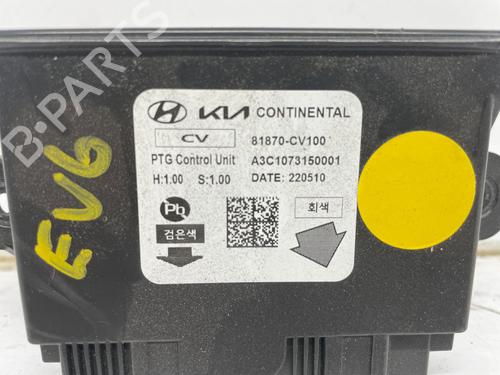 KIA CONTINENTAL
CV 81870-CV100
PTG Control Unit A3C1073150001
H:1.00 S:1.00 DATE: 220510
Pb
검은색
회색
EV6
B-PARTS